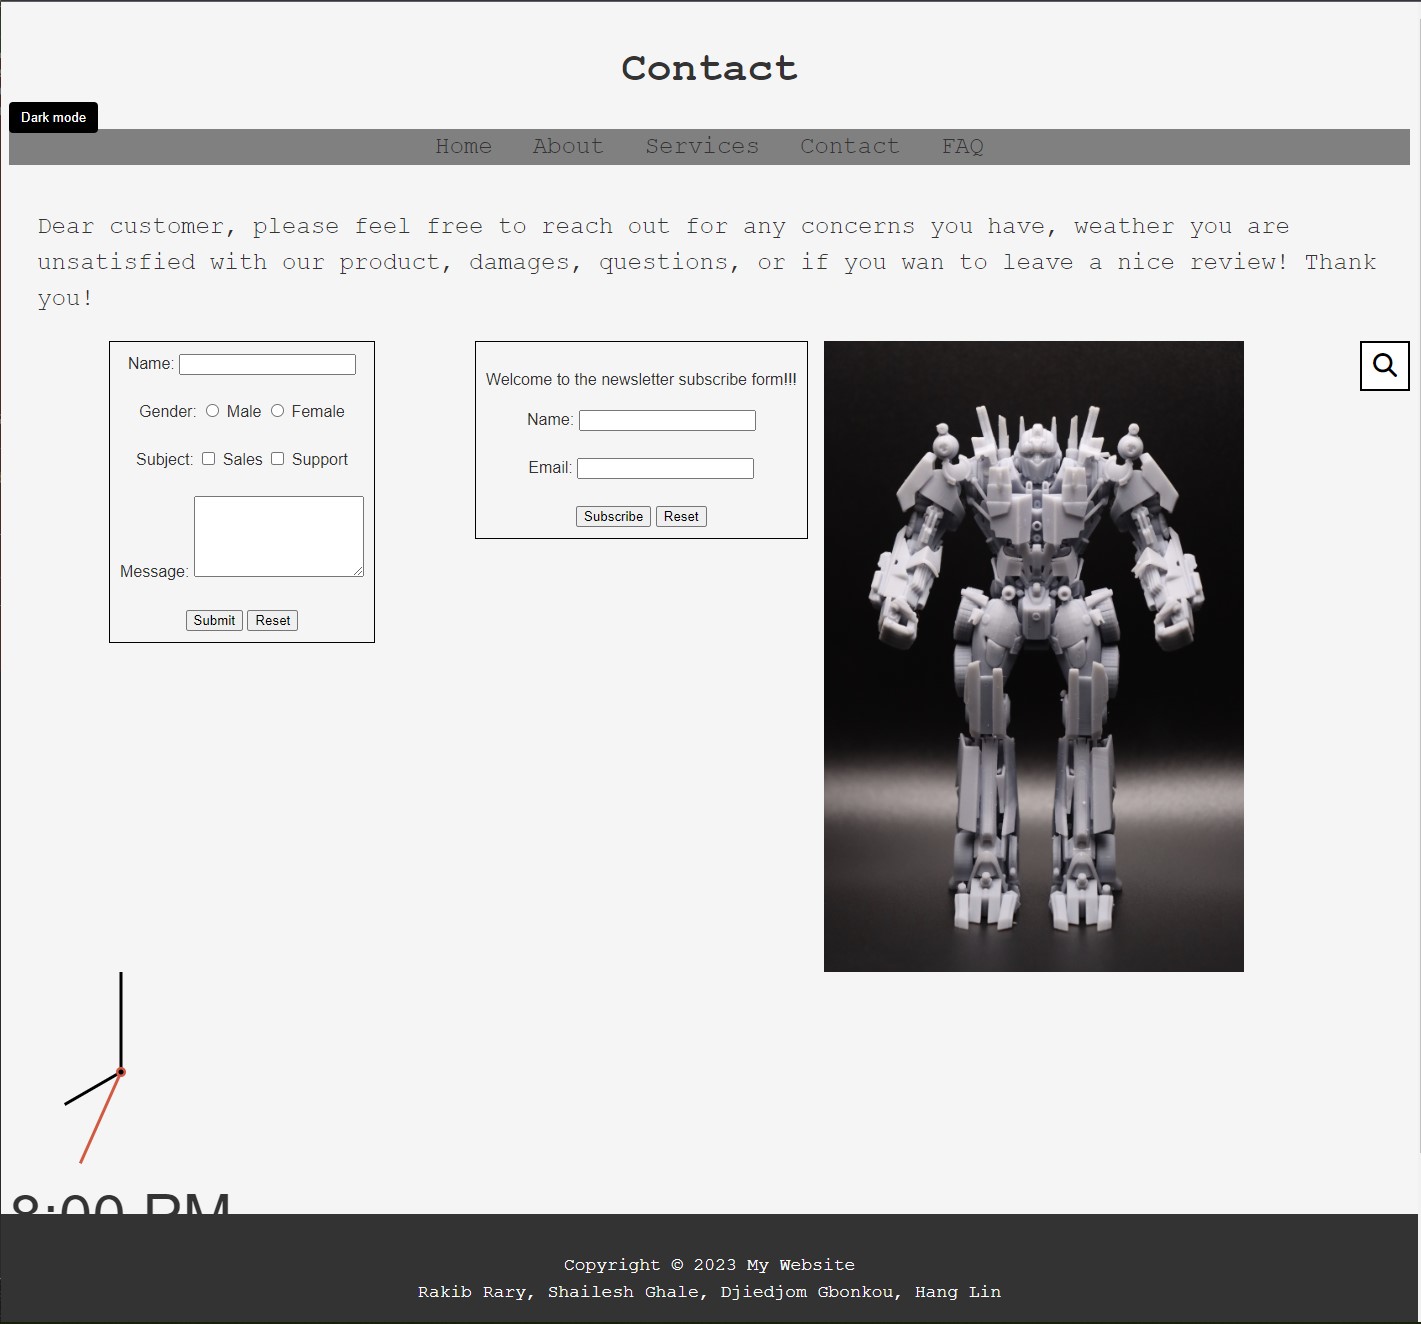 Contact
Dark mode
Home About Services Contact FAQ
Dear customer, please feel free to reach out for any concerns you have, weather you are
unsatisfied with our product, damages, questions, or if you wan to leave a nice review! Thank
you!
Name:
Gender: Male Female
Subject: Sales Support
Message:
Submit Reset
Welcome to the newsletter subscribe form!!!
Name:
Email:
Subscribe Reset
8:00 PM
Copyright © 2023 My Website
Rakib Rary, Shailesh Ghale, Djiedjom Gbonkou, Hang Lin